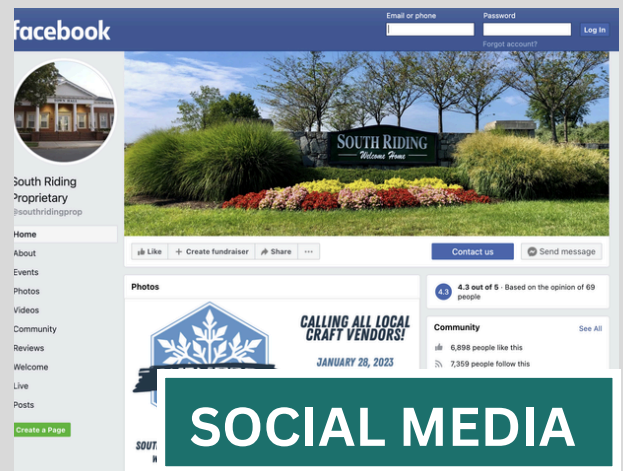 facebook
Email or phone
Password
Log In
Forgot account?
TOWN HALL
SOUTH RIDING
Welcome Home
South Riding
Proprietary
@southridingprop
Home
About
Events
Photos
Videos
Community
Reviews
Welcome
Live
Posts
Create a Page
Like
Create fundraiser
Share
...
Contact us
Send message
Photos
CALLING ALL LOCAL
CRAFT VENDORS!
JANUARY 28, 2023
SOUT
4.3
4.3 out of 5 · Based on the opinion of 69
people
Community
See All
6,898 people like this
7,359 people follow this
SOCIAL MEDIA